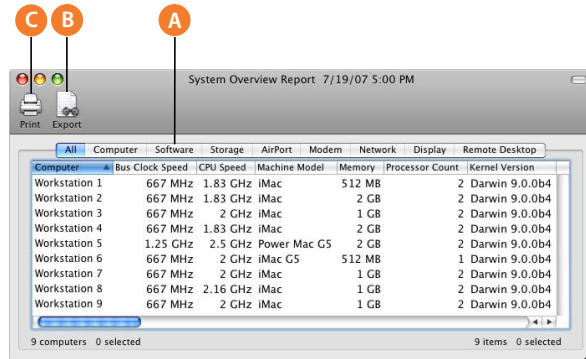 C B A
System Overview Report 7/19/07 5:00 PM
Print Export
All Computer Software Storage AirPort Modem Network Display Remote Desktop
Computer Bus Clock Speed CPU Speed Machine Model Memory Processor Count Kernel Version
Workstation 1 667 MHz 1.83 GHz iMac 512 MB 2 Darwin 9.0.0b4
Workstation 2 667 MHz 1.83 GHz iMac 2 GB 2 Darwin 9.0.0b4
Workstation 3 667 MHz 2 GHz iMac 1 GB 2 Darwin 9.0.0b4
Workstation 4 667 MHz 1.83 GHz iMac 2 GB 2 Darwin 9.0.0b4
Workstation 5 1.25 GHz 2.5 GHz Power Mac G5 2 GB 2 Darwin 9.0.0b4
Workstation 6 667 MHz 2 GHz iMac G5 512 MB 1 Darwin 9.0.0b4
Workstation 7 667 MHz 2 GHz iMac 1 GB 2 Darwin 9.0.0b4
Workstation 8 667 MHz 2.16 GHz iMac 1 GB 2 Darwin 9.0.0b4
Workstation 9 667 MHz 2 GHz iMac 1 GB 2 Darwin 9.0.0b4
9 computers 0 selected 9 items 0 selected